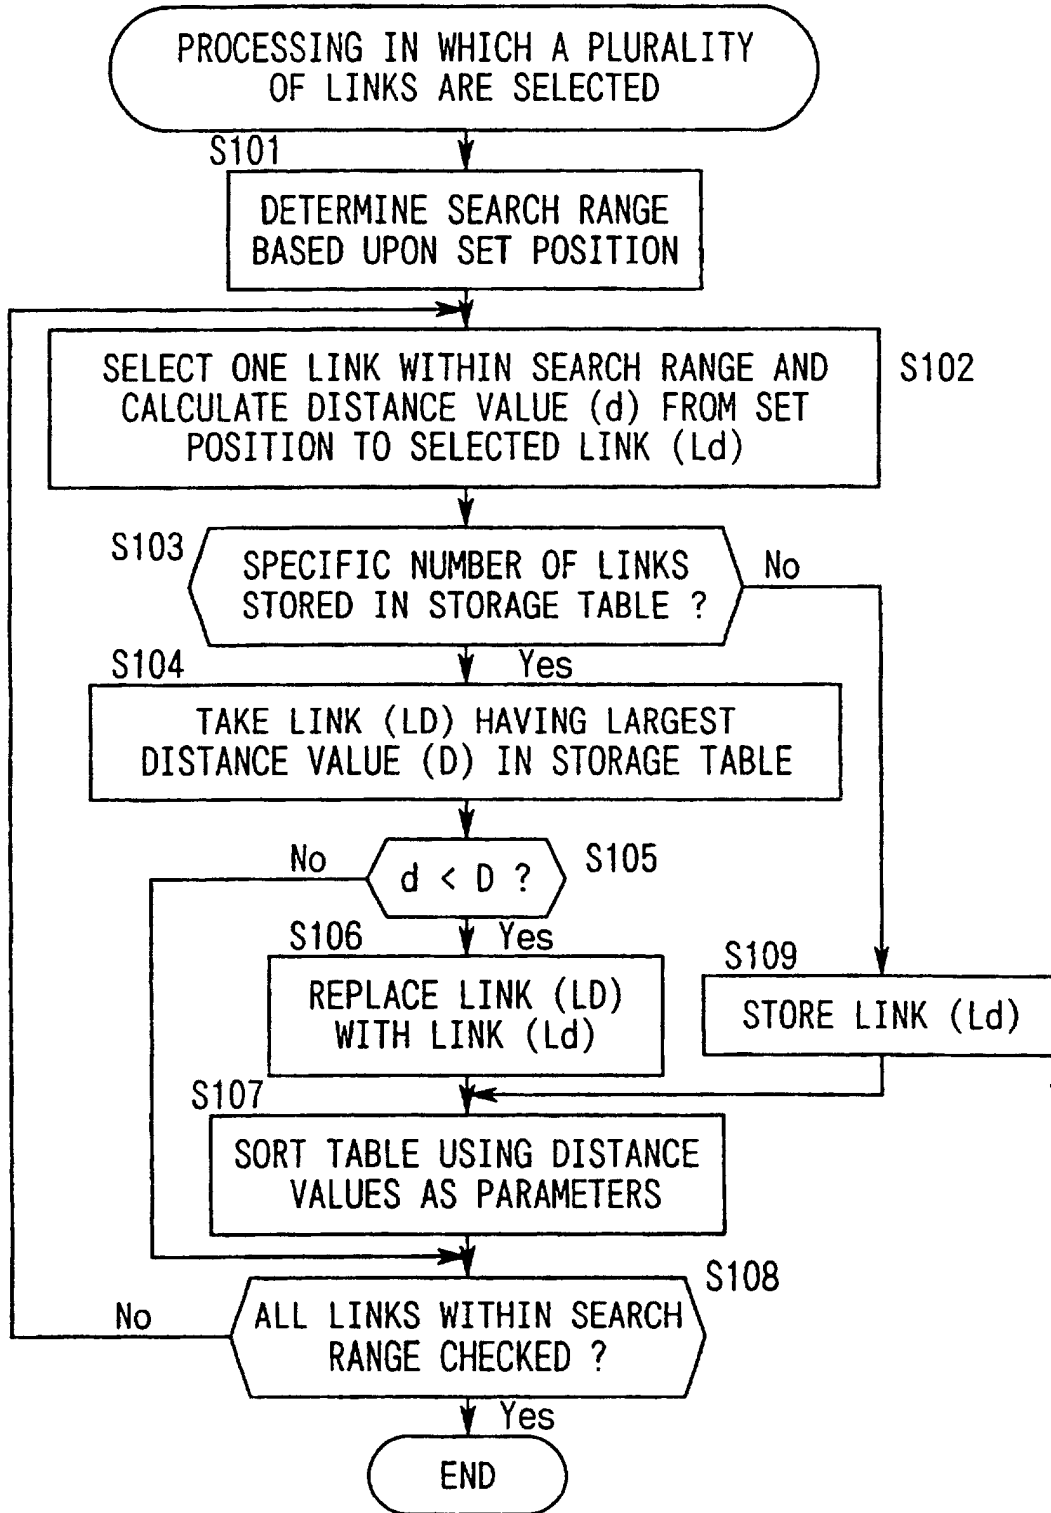 PROCESSING IN WHICH A PLURALITY
OF LINKS ARE SELECTED
S101
DETERMINE SEARCH RANGE
BASED UPON SET POSITION
SELECT ONE LINK WITHIN SEARCH RANGE AND
CALCULATE DISTANCE VALUE (d) FROM SET
POSITION TO SELECTED LINK (Ld)
S102
S103
SPECIFIC NUMBER OF LINKS
STORED IN STORAGE TABLE ?
No
Yes
S104
TAKE LINK (LD) HAVING LARGEST
DISTANCE VALUE (D) IN STORAGE TABLE
No
d < D ?
S105
S106
Yes
REPLACE LINK (LD)
WITH LINK (Ld)
S109
STORE LINK (Ld)
S107
SORT TABLE USING DISTANCE
VALUES AS PARAMETERS
S108
No
ALL LINKS WITHIN SEARCH
RANGE CHECKED ?
Yes
END